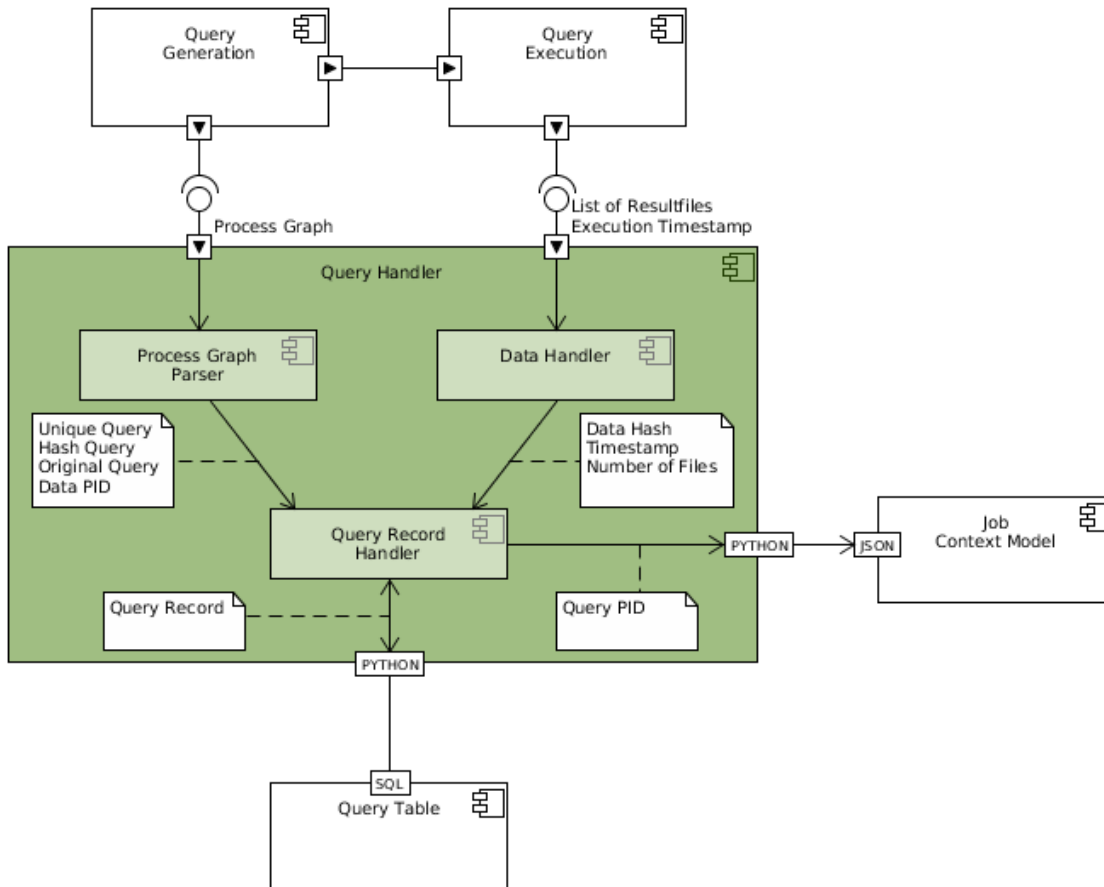 Query
Generation
Query
Execution
Process Graph
List of Resultfiles
Execution Timestamp
Query Handler
Process Graph
Parser
Data Handler
Unique Query
Hash Query
Original Query
Data PID
Data Hash
Timestamp
Number of Files
Query Record
Handler
PYTHON
JSON
Job
Context Model
Query Record
Query PID
PYTHON
SQL
Query Table